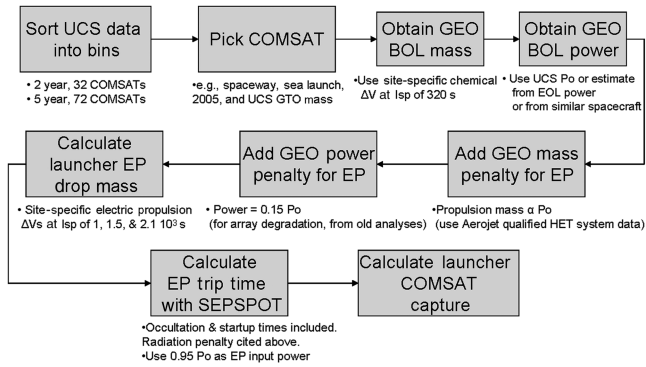 Sort UCS data
into bins
• 2 year, 32 COMSATs
• 5 year, 72 COMSATs
Pick COMSAT
•e.g., spaceway, sea launch,
2005, and UCS GTO mass
Obtain GEO
BOL mass
•Use site-specific chemical
ΔV at Isp of 320 s
Obtain GEO
BOL power
•Use UCS Po or estimate
from EOL power
or from similar spacecraft
Calculate
launcher EP
drop mass
• Site-specific electric propulsion
ΔVs at Isp of 1, 1.5, & 2.1 10³ s
Add GEO power
penalty for EP
• Power = 0.15 Po
(for array degradation, from old analyses)
Add GEO mass
penalty for EP
•Propulsion mass α Po
(use Aerojet qualified HET system data)
Calculate
EP trip time
with SEPSPOT
•Occultation & startup times included.
Radiation penalty cited above.
•Use 0.95 Po as EP input power
Calculate launcher
COMSAT
capture